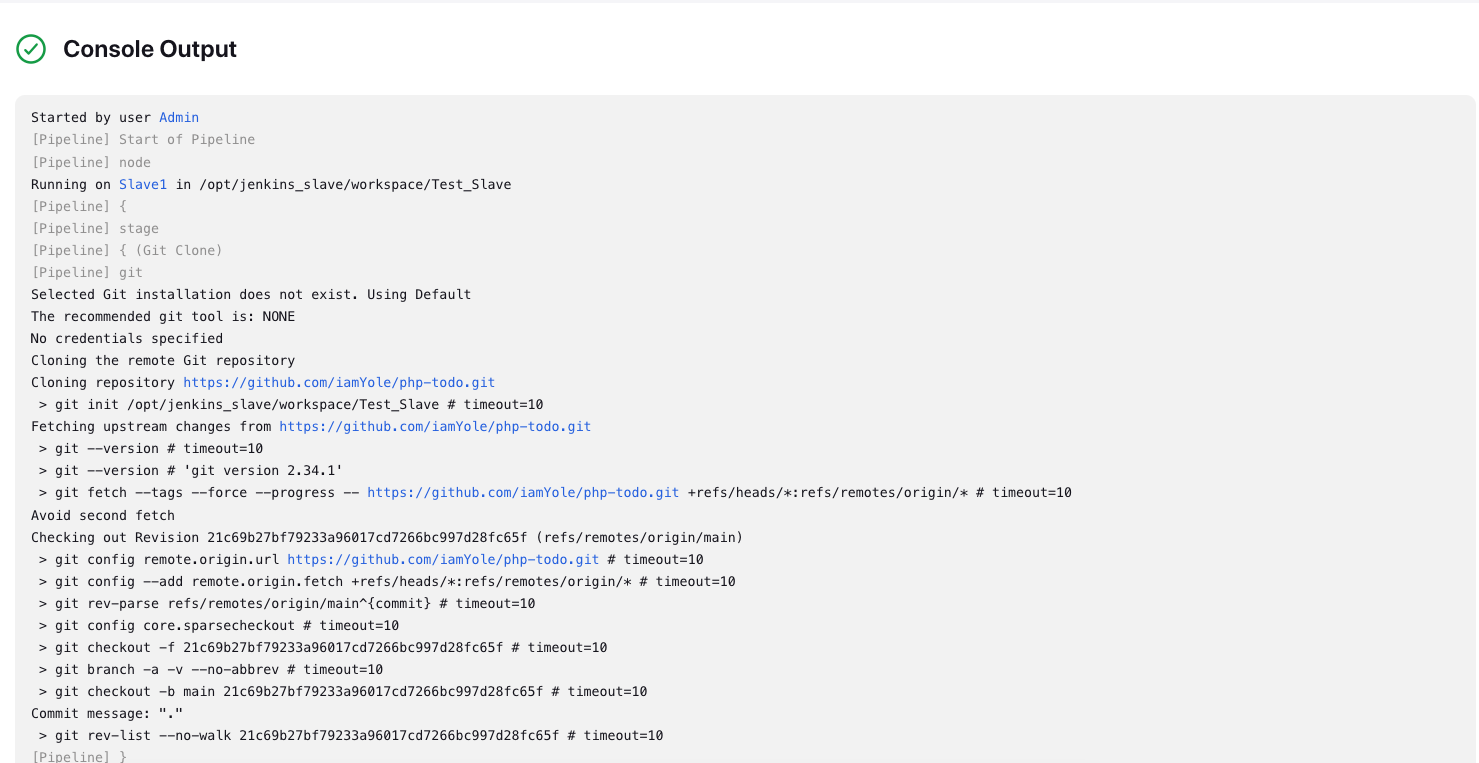 Console Output
Started by user Admin
[Pipeline] Start of Pipeline
[Pipeline] node
Running on Slave1 in /opt/jenkins_slave/workspace/Test_Slave
[Pipeline] {
[Pipeline] stage
[Pipeline] { (Git Clone)
[Pipeline] git
Selected Git installation does not exist. Using Default
The recommended git tool is: NONE
No credentials specified
Cloning the remote Git repository
Cloning repository https://github.com/iamYole/php-todo.git
 > git init /opt/jenkins_slave/workspace/Test_Slave # timeout=10
Fetching upstream changes from https://github.com/iamYole/php-todo.git
 > git --version # timeout=10
 > git --version # 'git version 2.34.1'
 > git fetch --tags --force --progress -- https://github.com/iamYole/php-todo.git +refs/heads/*:refs/remotes/origin/* # timeout=10
Avoid second fetch
Checking out Revision 21c69b27bf79233a96017cd7266bc997d28fc65f (refs/remotes/origin/main)
 > git config remote.origin.url https://github.com/iamYole/php-todo.git # timeout=10
 > git config --add remote.origin.fetch +refs/heads/*:refs/remotes/origin/* # timeout=10
 > git rev-parse refs/remotes/origin/main^{commit} # timeout=10
 > git config core.sparsecheckout # timeout=10
 > git checkout -f 21c69b27bf79233a96017cd7266bc997d28fc65f # timeout=10
 > git branch -a -v --no-abbrev # timeout=10
 > git checkout -b main 21c69b27bf79233a96017cd7266bc997d28fc65f # timeout=10
Commit message: "."
 > git rev-list --no-walk 21c69b27bf79233a96017cd7266bc997d28fc65f # timeout=10
[Pipeline] }